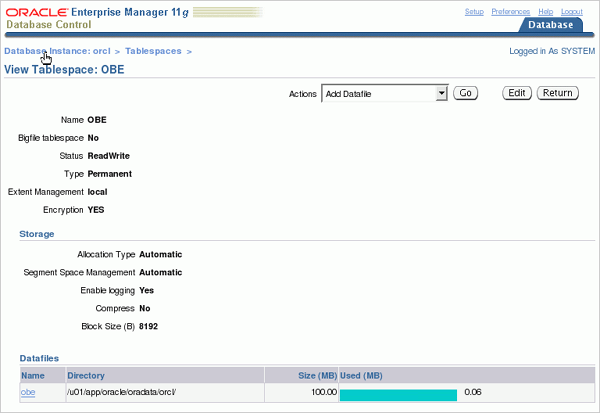 ORACLE Enterprise Manager 11g
Database Control
Setup Preferences Help Logout
Database
Database Instance: orcl > Tablespaces >
Logged in As SYSTEM
View Tablespace: OBE
Actions Add Datafile Go Edit Return
Name OBE
Bigfile tablespace No
Status ReadWrite
Type Permanent
Extent Management local
Encryption YES
Storage
Allocation Type Automatic
Segment Space Management Automatic
Enable logging Yes
Compress No
Block Size (B) 8192
Datafiles
Name Directory Size (MB) Used (MB)
obe /u01/app/oracle/oradata/orcl/ 100.00 0.06